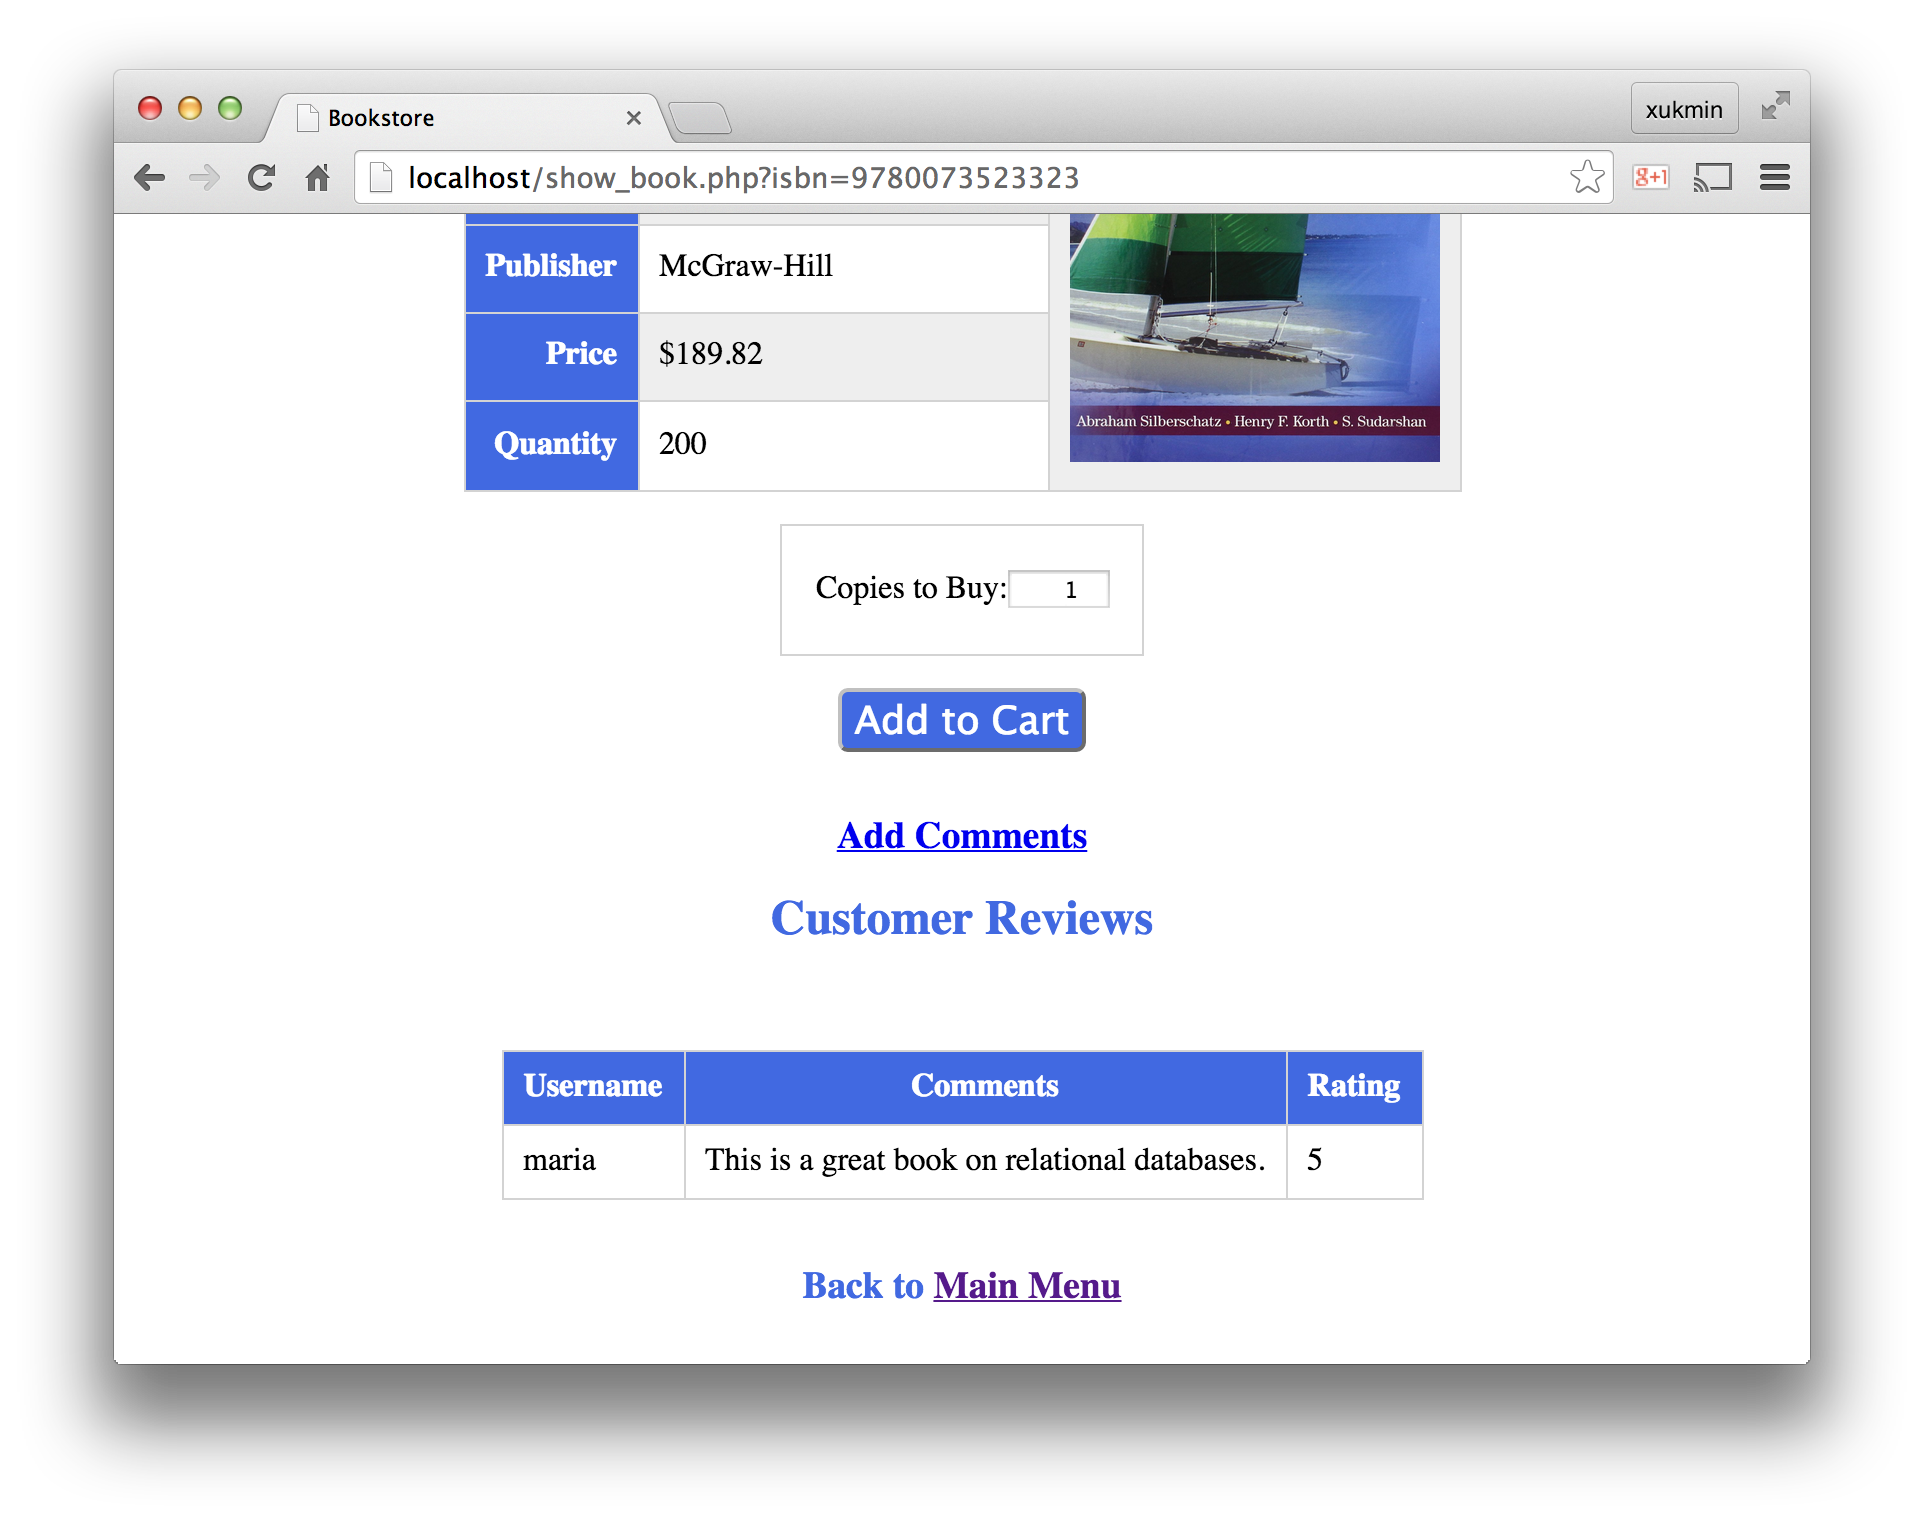 Bookstore
xukmin
localhost/show_book.php?isbn=9780073523323
g+1
Publisher McGraw-Hill
Price $189.82
Quantity 200
Abraham Silberschatz • Henry F. Korth • S. Sudarshan
Copies to Buy: 1
Add to Cart
Add Comments
Customer Reviews
Username Comments Rating
maria This is a great book on relational databases. 5
Back to Main Menu